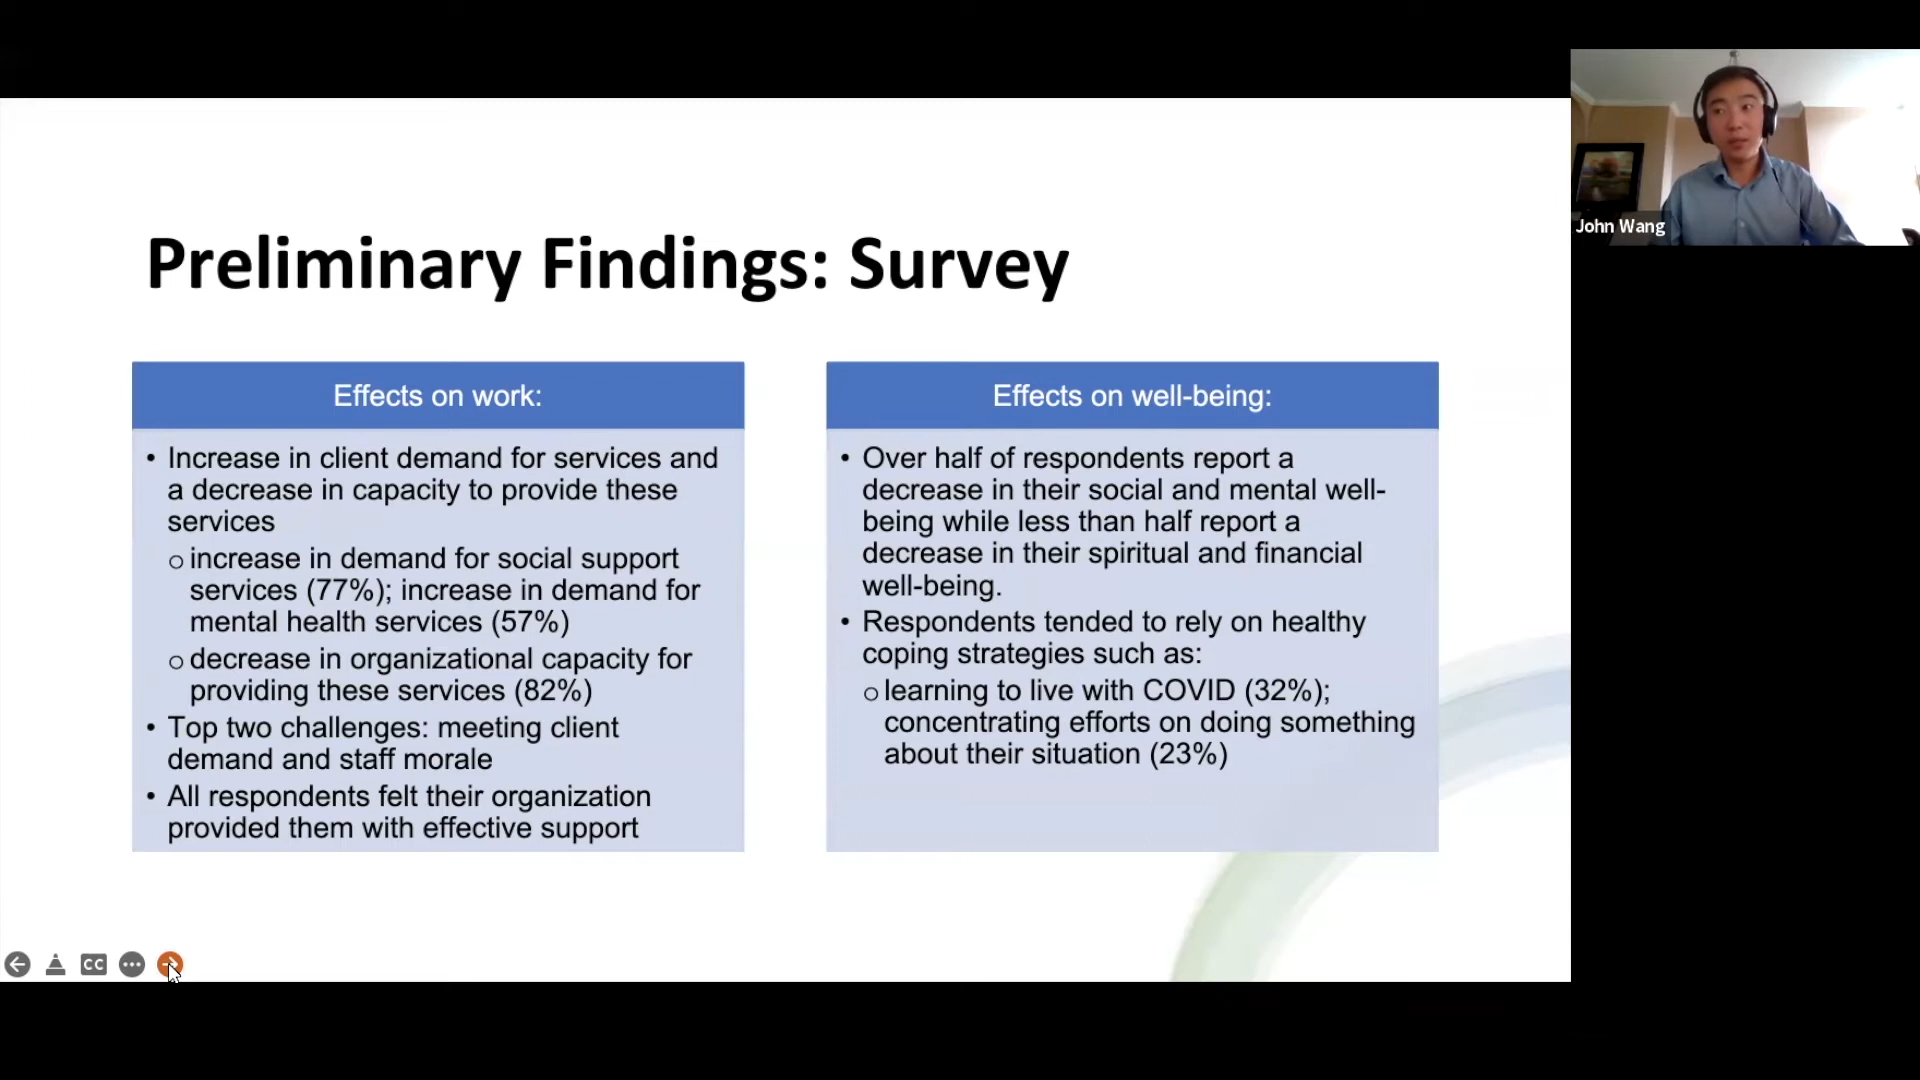 Preliminary Findings: Survey
Effects on work:
• Increase in client demand for services and
a decrease in capacity to provide these
services
o increase in demand for social support
services (77%); increase in demand for
mental health services (57%)
o decrease in organizational capacity for
providing these services (82%)
• Top two challenges: meeting client
demand and staff morale
• All respondents felt their organization
provided them with effective support
Effects on well-being:
• Over half of respondents report a
decrease in their social and mental well-
being while less than half report a
decrease in their spiritual and financial
well-being.
• Respondents tended to rely on healthy
coping strategies such as:
o learning to live with COVID (32%);
concentrating efforts on doing something
about their situation (23%)
John Wang
CC